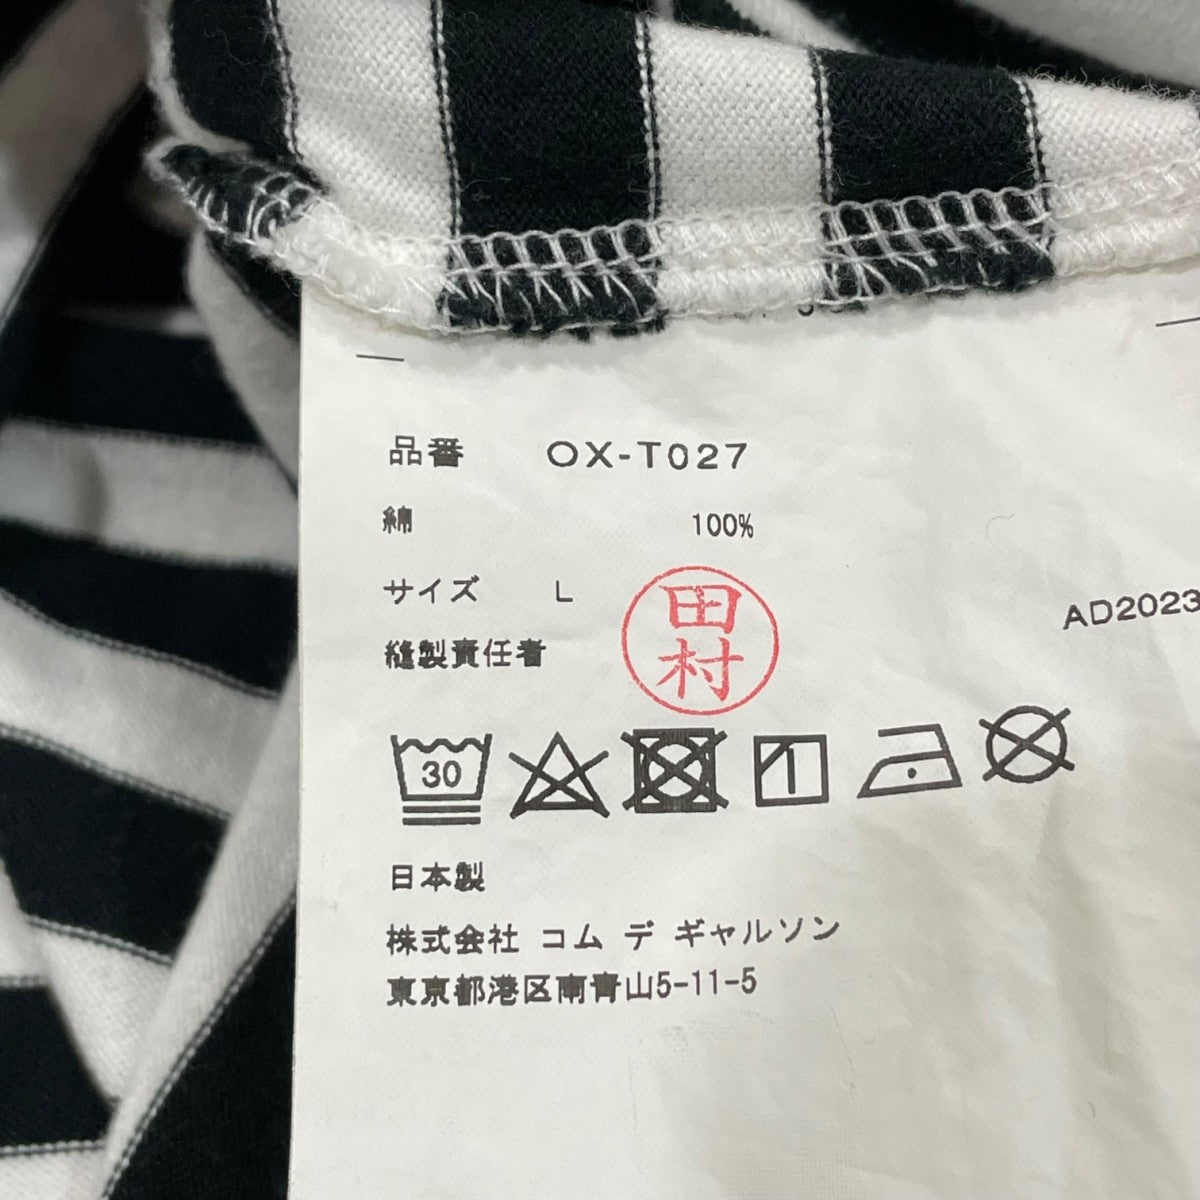 品番 OX-T027
綿 100%
サイズ L
田村
AD2023
縫製責任者
30
日本製
株式会社 コム デ ギャルソン
東京都港区南青山5-11-5